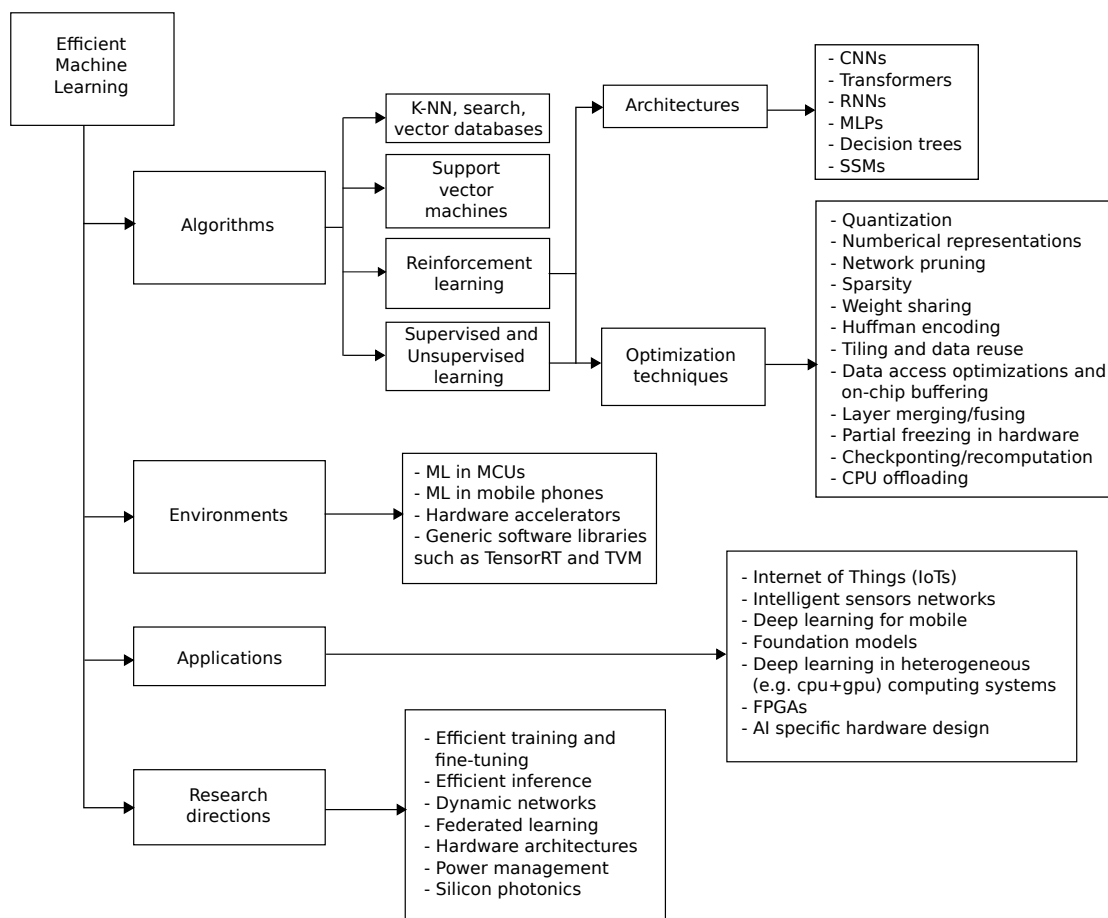 Efficient
Machine
Learning
Algorithms
K-NN, search,
vector databases
Support
vector
machines
Reinforcement
learning
Supervised and
Unsupervised
learning
Architectures
- CNNs
- Transformers
- RNNs
- MLPs
- Decision trees
- SSMs
Optimization
techniques
- Quantization
- Numberical representations
- Network pruning
- Sparsity
- Weight sharing
- Huffman encoding
- Tiling and data reuse
- Data access optimizations and
on-chip buffering
- Layer merging/fusing
- Partial freezing in hardware
- Checkponting/recomputation
- CPU offloading
Environments
- ML in MCUs
- ML in mobile phones
- Hardware accelerators
- Generic software libraries
such as TensorRT and TVM
Applications
- Internet of Things (IoTs)
- Intelligent sensors networks
- Deep learning for mobile
- Foundation models
- Deep learning in heterogeneous
(e.g. cpu+gpu) computing systems
- FPGAs
- AI specific hardware design
Research
directions
- Efficient training and
fine-tuning
- Efficient inference
- Dynamic networks
- Federated learning
- Hardware architectures
- Power management
- Silicon photonics